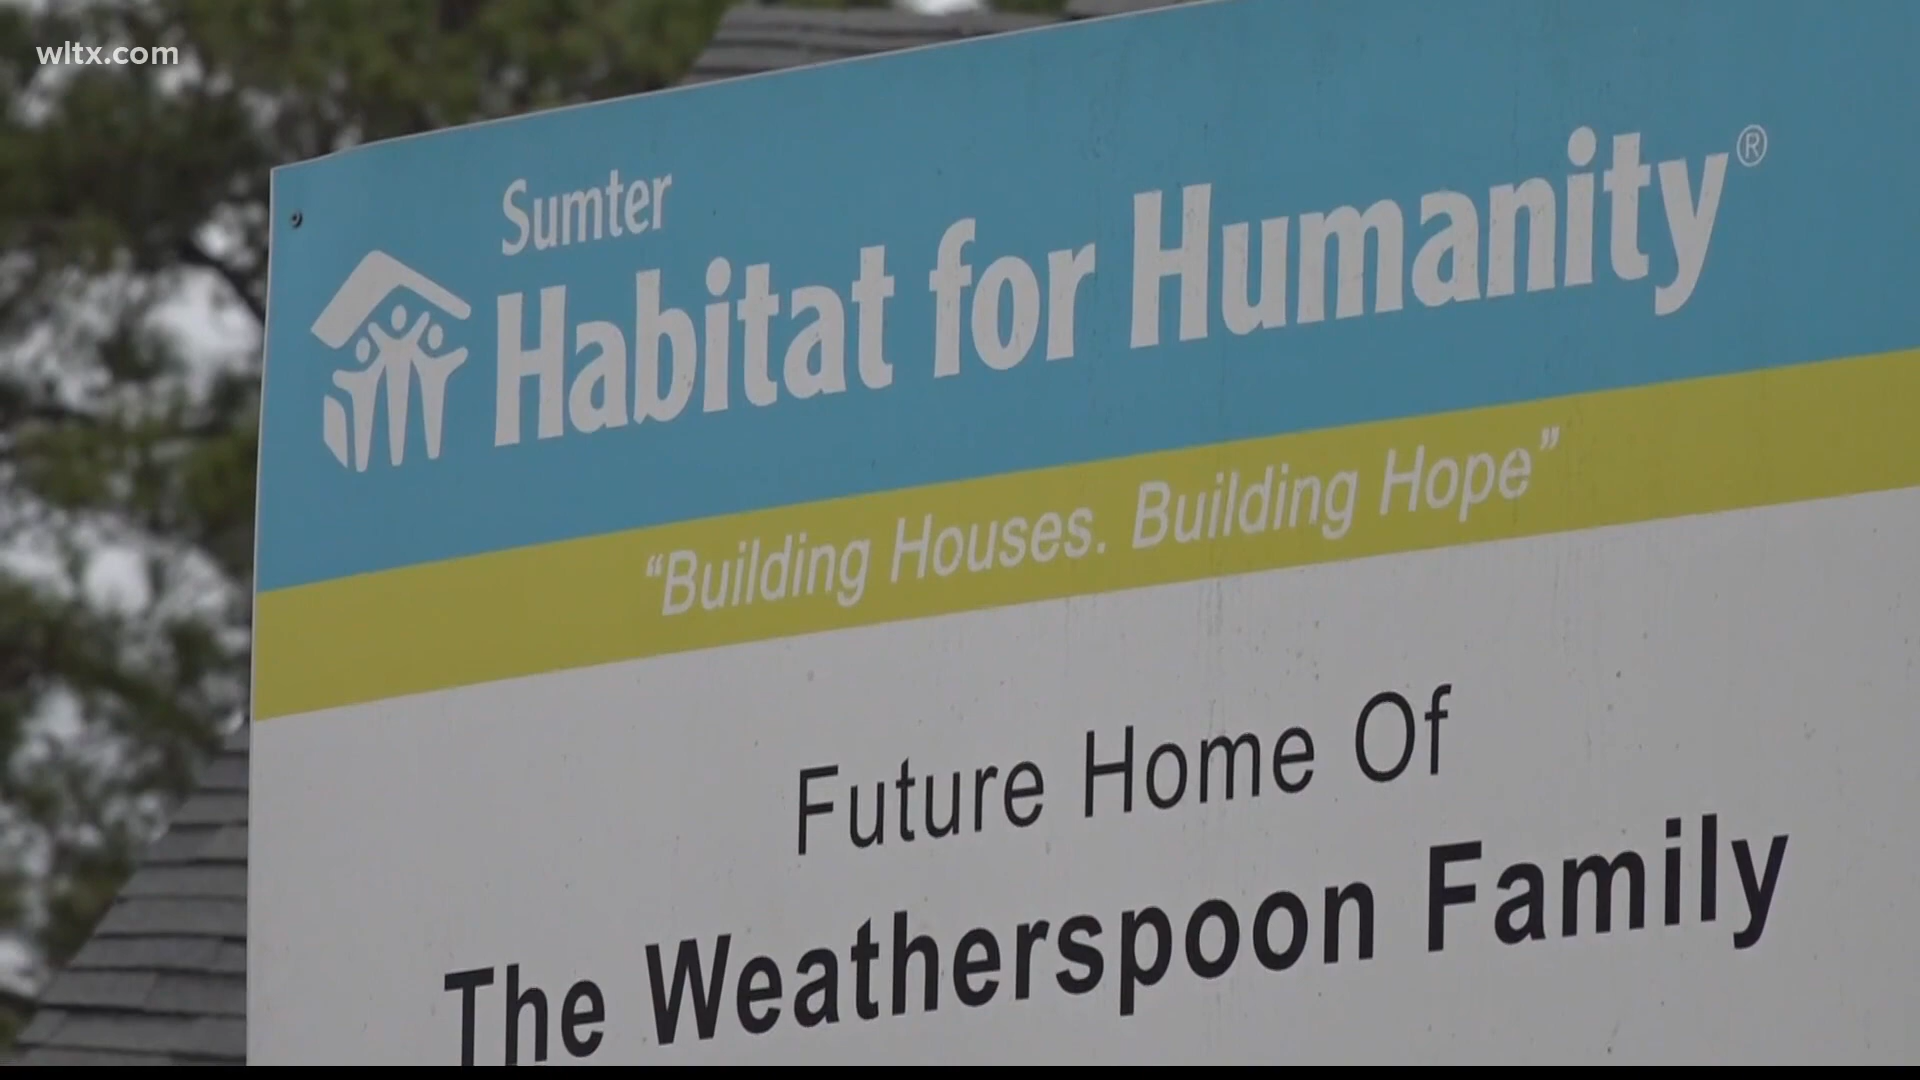 wltx.com
Sumter
Habitat for Humanity®
“Building Houses. Building Hope”
Future Home Of
The Weatherspoon Family